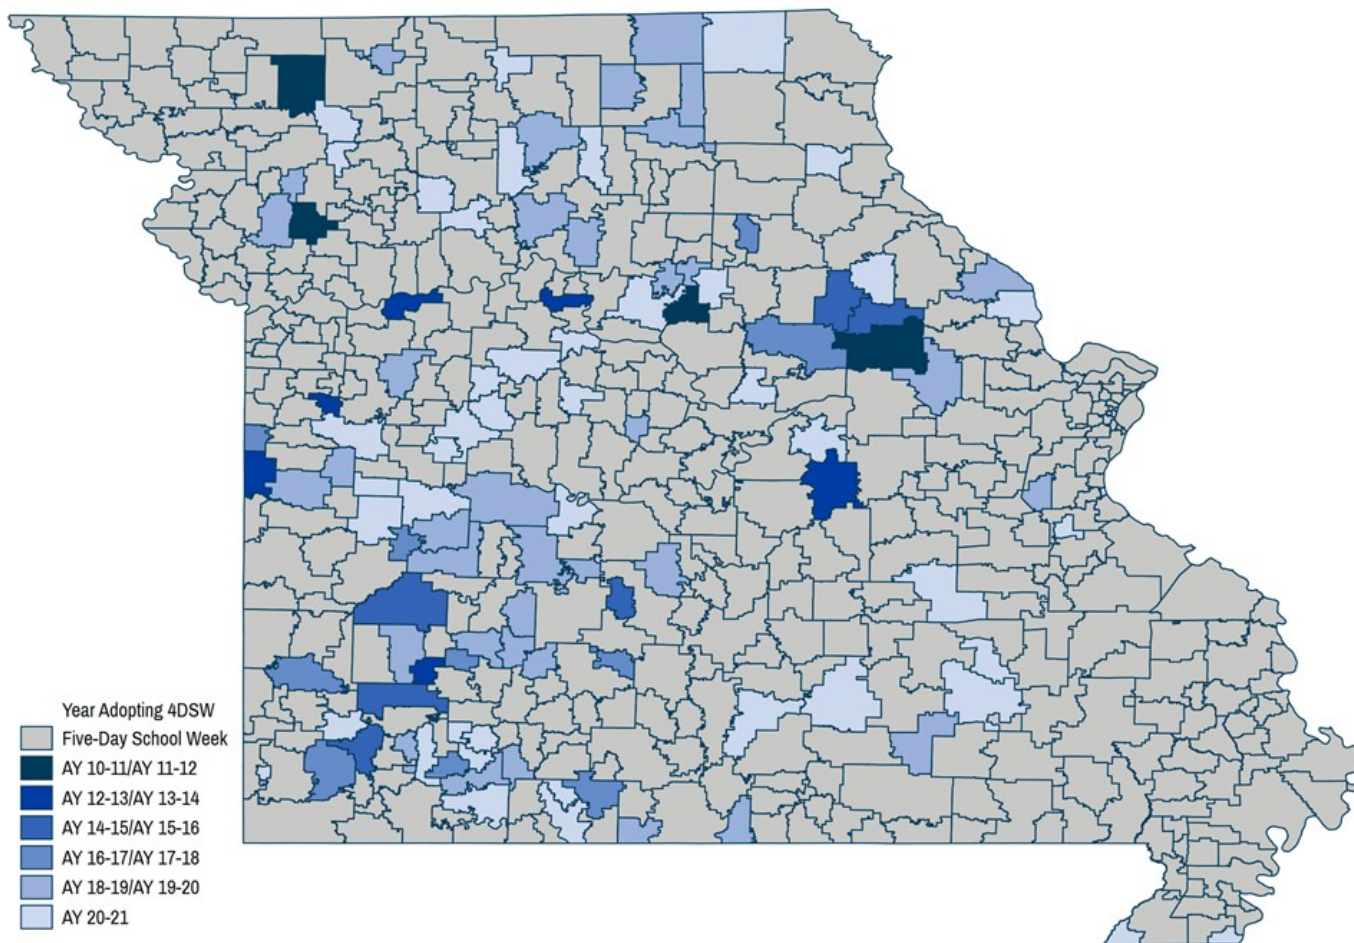 Year Adopting 4DSW
Five-Day School Week
AY 10-11/AY 11-12
AY 12-13/AY 13-14
AY 14-15/AY 15-16
AY 16-17/AY 17-18
AY 18-19/AY 19-20
AY 20-21